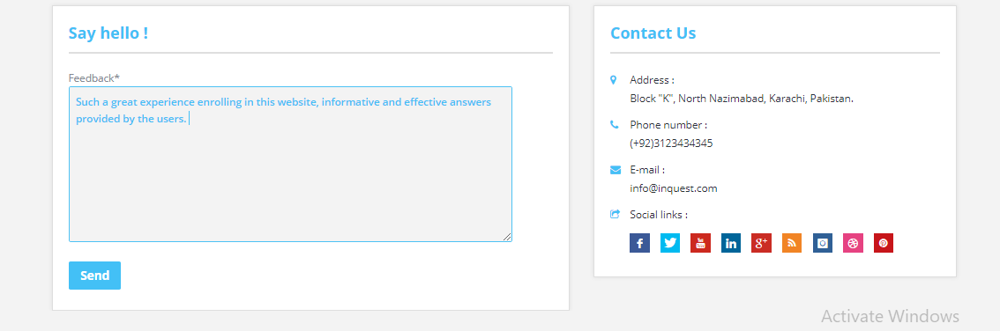 Say hello !
Feedback*
Such a great experience enrolling in this website, informative and effective answers
provided by the users.
Send
Contact Us
Address :
Block "K", North Nazimabad, Karachi, Pakistan.
Phone number :
(+92)3123434345
E-mail :
info@inquest.com
Social links :
Activate Windows